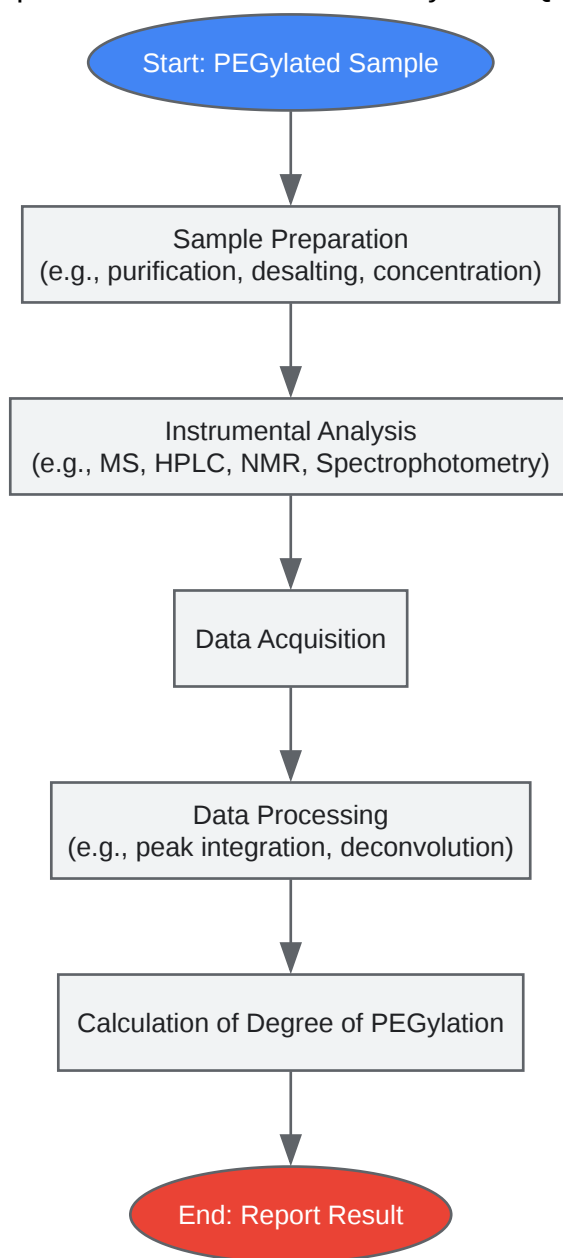 Start: PEGylated Sample
Sample Preparation
(e.g., purification, desalting, concentration)
Instrumental Analysis
(e.g., MS, HPLC, NMR, Spectrophotometry)
Data Acquisition
Data Processing
(e.g., peak integration, deconvolution)
Calculation of Degree of PEGylation
End: Report Result